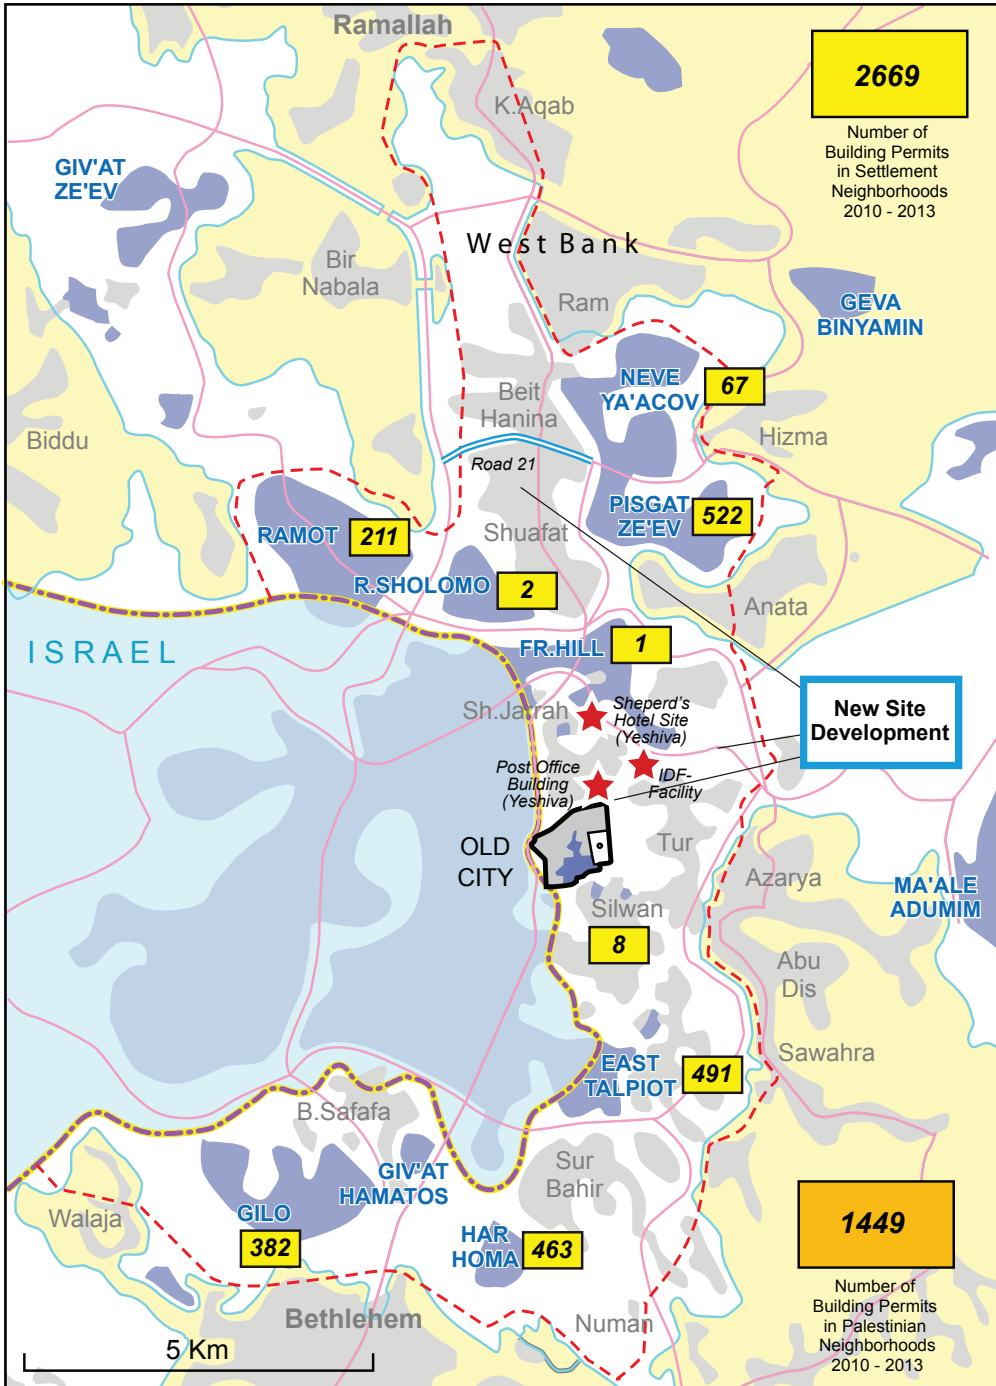 Ramallah
2669
K.Aqab
Number of
Building Permits
in Settlement
Neighborhoods
2010 - 2013
GIV'AT
ZE'EV
West Bank
Bir
Nabala
Ram
GEVA
BINYAMIN
NEVE
YA'ACOV
67
Beit
Hanina
Biddu
Hizma
Road 21
PISGAT
ZE'EV
522
RAMOT
211
Shuafat
R.SHOLOMO
2
Anata
ISRAEL
FR.HILL
1
Sh.Jarrah
Sheperd's
Hotel Site
(Yeshiva)
New Site
Development
Post Office
Building
(Yeshiva)
IDF-
Facility
OLD
CITY
Tur
Azarya
MA'ALE
ADUMIM
Silwan
8
Abu
Dis
Sawahra
EAST
TALPIOT
491
B.Safafa
Sur
Bahir
GIV'AT
HAMATOS
Walaja
GILO
382
HAR
HOMA
463
1449
Number of
Building Permits
in Palestinian
Neighborhoods
2010 - 2013
Bethlehem
Numan
5 Km